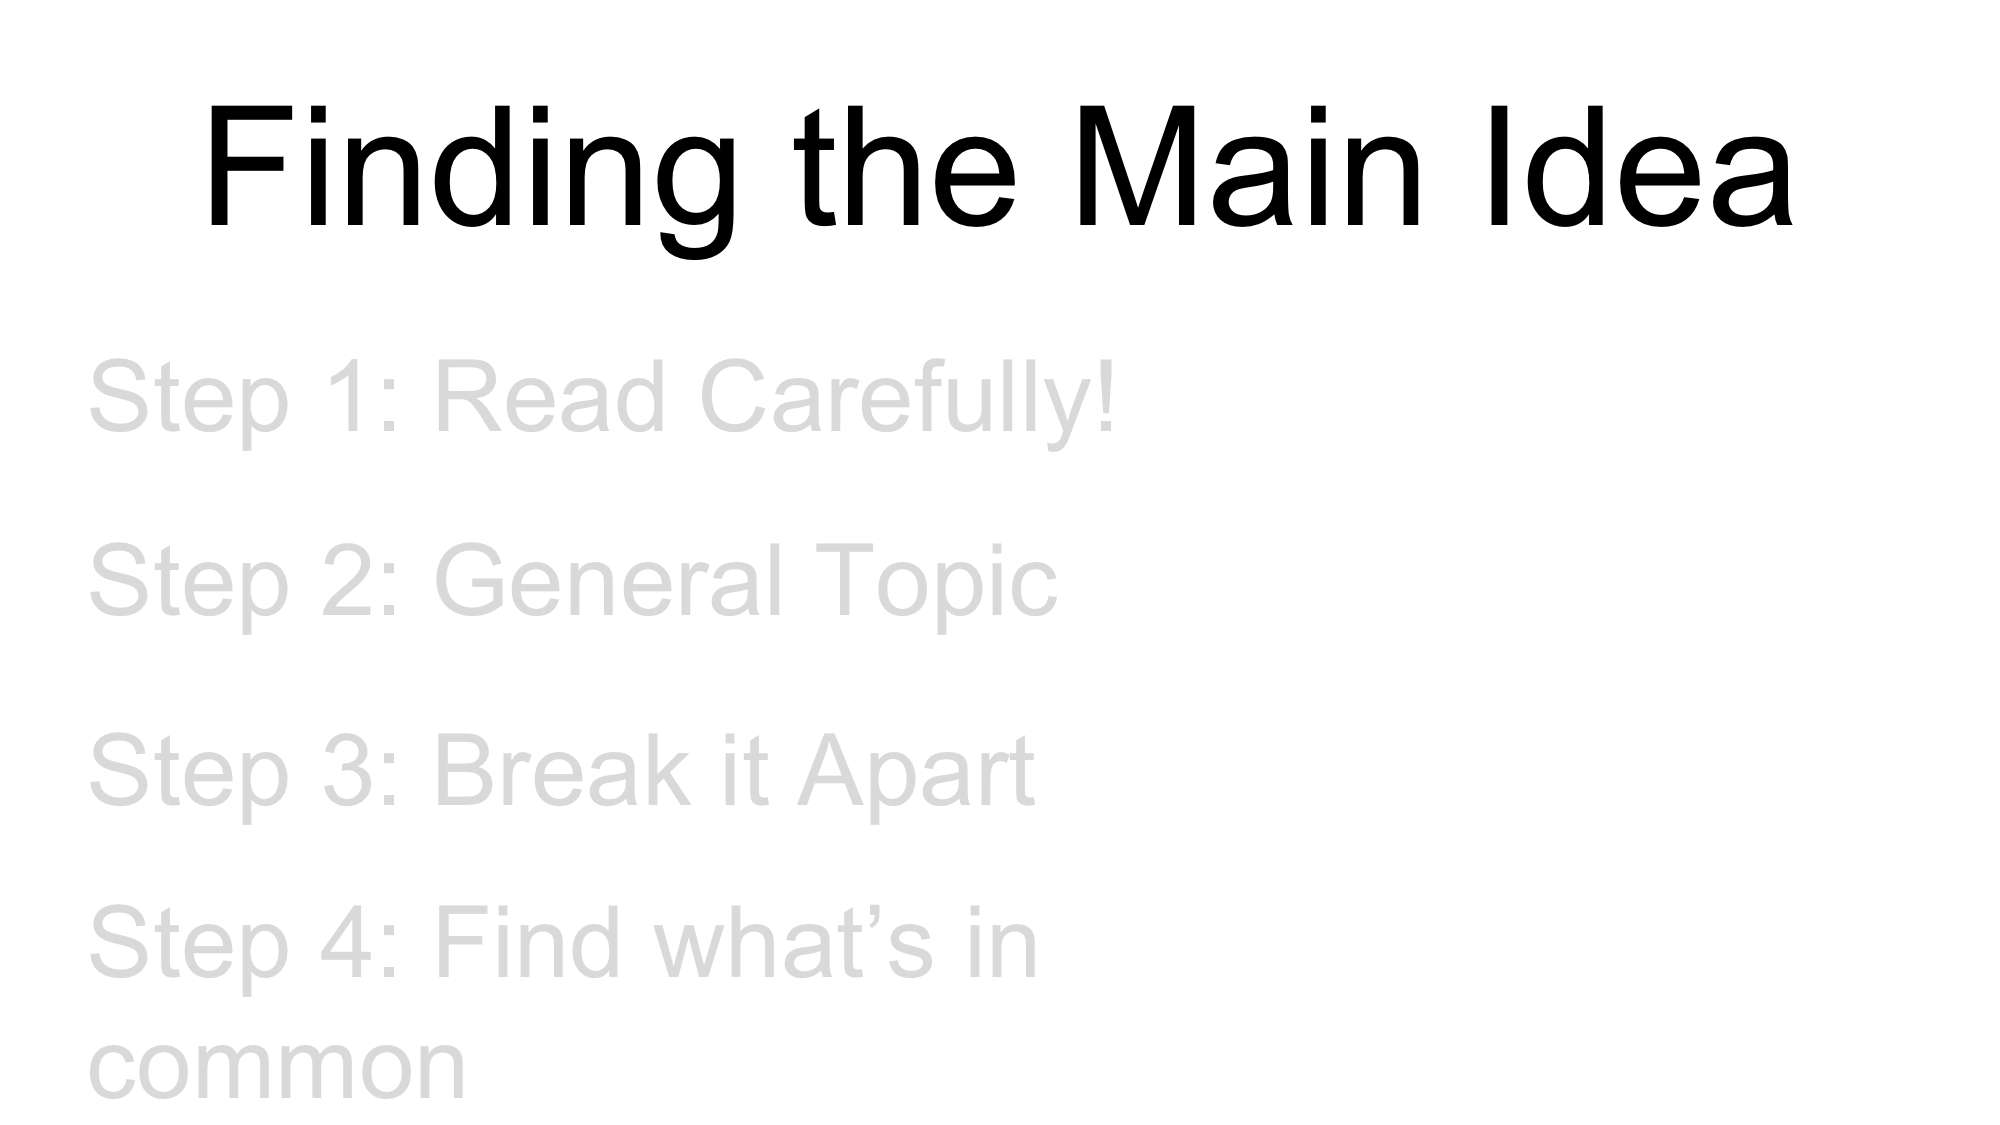 Finding the Main Idea
Step 1: Read Carefully!
Step 2: General Topic
Step 3: Break it Apart
Step 4: Find what’s in
common